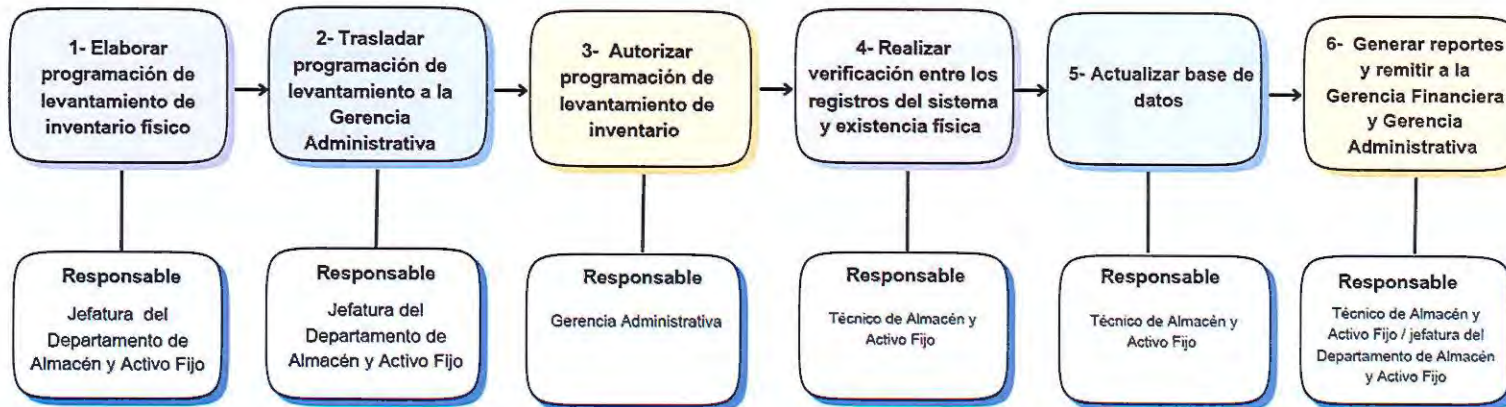 1- Elaborar
programación de
levantamiento de
inventario físico
2- Trasladar
programación de
levantamiento a la
Gerencia
Administrativa
3- Autorizar
programación de
levantamiento de
inventario
4- Realizar
verificación entre los
registros del sistema
y existencia física
5- Actualizar base de
datos
6- Generar reportes
y remitir a la
Gerencia Financiera
y Gerencia
Administrativa
Responsable
Jefatura del
Departamento de
Almacén y Activo Fijo
Responsable
Jefatura del
Departamento de
Almacén y Activo Fijo
Responsable
Gerencia Administrativa
Responsable
Técnico de Almacén y
Activo Fijo
Responsable
Técnico de Almacén y
Activo Fijo
Responsable
Técnico de Almacén y
Activo Fijo / jefatura del
Departamento de Almacén
y Activo Fijo